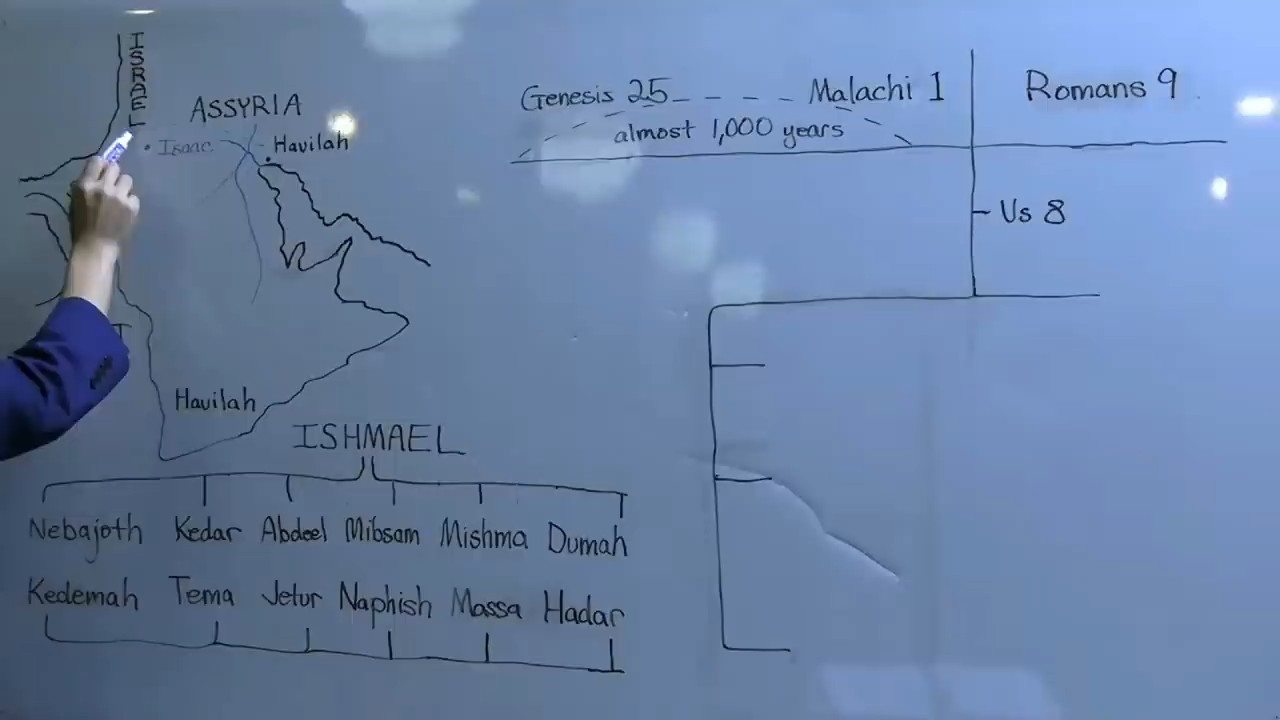 ISRAEL
ASSYRIA
Isaac
Havilah
Havilah
ISHMAEL
Nebajoth Kedar Abdeel Mibsam Mishma Dumah
Kedemah Tema Jetur Naphish Massa Hadar
Genesis 25 Malachi 1
almost 1,000 years
Romans 9
Vs 8